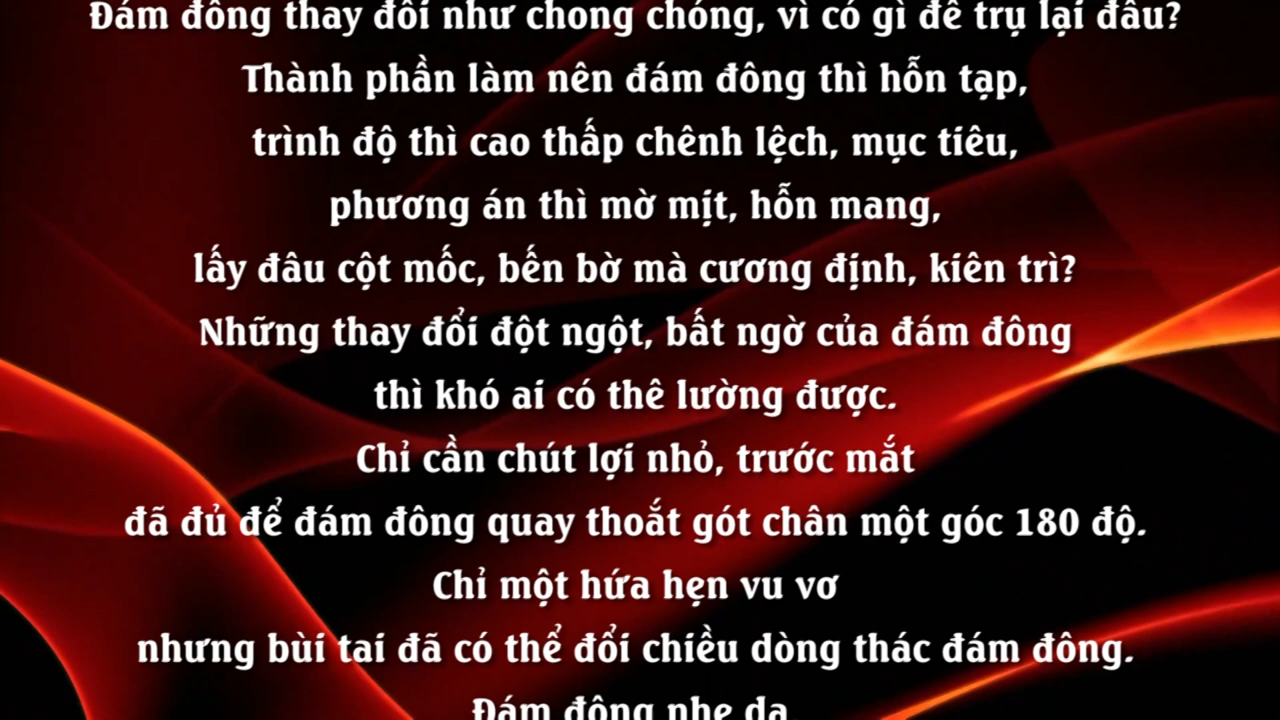 Đám đông thay đổi như chong chóng, vì có gì để trụ lại đâu?
Thành phần làm nên đám đông thì hỗn tạp,
trình độ thì cao thấp chênh lệch, mục tiêu,
phương án thì mờ mịt, hỗn mang,
lấy đâu cột mốc, bến bờ mà cương định, kiên trì?
Những thay đổi đột ngột, bất ngờ của đám đông
thì khó ai có thê lường được.
Chỉ cần chút lợi nhỏ, trước mắt
đã đủ để đám đông quay thoắt gót chân một góc 180 độ.
Chỉ một hứa hẹn vu vơ
nhưng bùi tai đã có thể đổi chiều dòng thác đám đông.
Đám đông nhẹ dạ